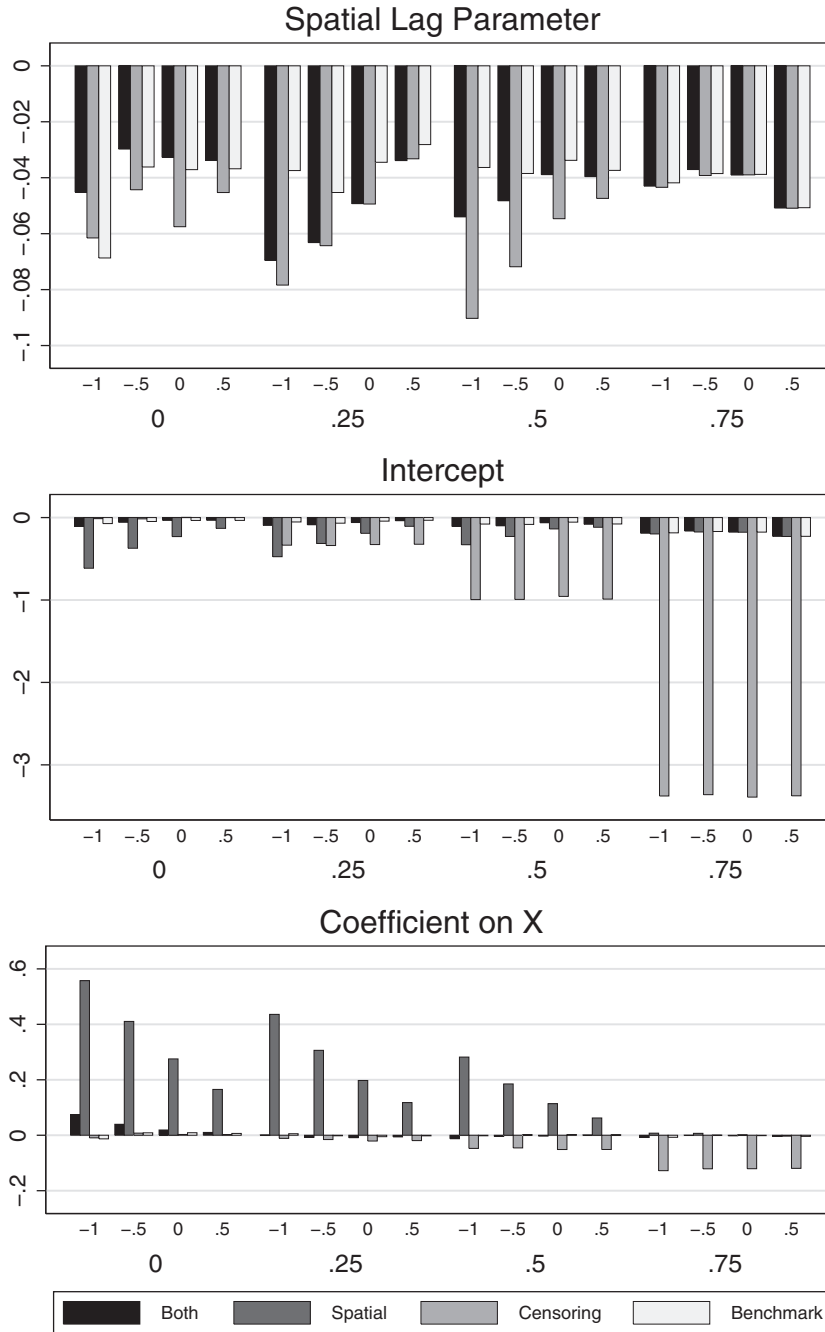 Spatial Lag Parameter
0
-.02
-.04
-.06
-.08
-.1
-1 -.5 0 .5 -1 -.5 0 .5 -1 -.5 0 .5 -1 -.5 0 .5
0 .25 .5 .75
Intercept
0
-1
-2
-3
-1 -.5 0 .5 -1 -.5 0 .5 -1 -.5 0 .5 -1 -.5 0 .5
0 .25 .5 .75
Coefficient on X
.6
.4
.2
0
-.2
-1 -.5 0 .5 -1 -.5 0 .5 -1 -.5 0 .5 -1 -.5 0 .5
0 .25 .5 .75
Both Spatial Censoring Benchmark